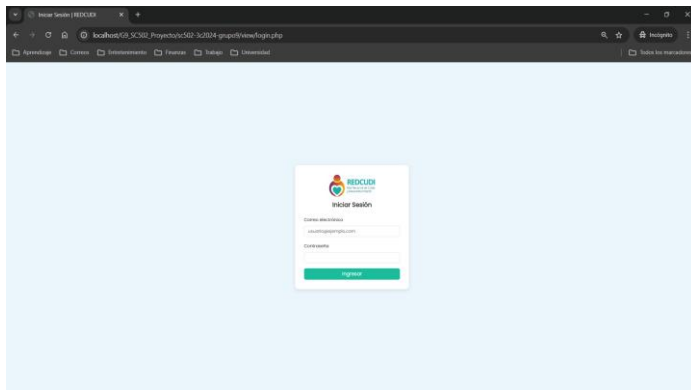 Iniciar Sesión | REDCUDI
localhost/G9_SC502_Proyecto/sc502-3c2024-grupo9/view/login.php
Incógnito
Aprendizaje Correos Entretenimiento Finanzas Trabajo Universidad
Todos los marcadores
REDCUDI
Iniciar Sesión
Correo electrónico
usuario@ejemplo.com
Contraseña
Ingresar